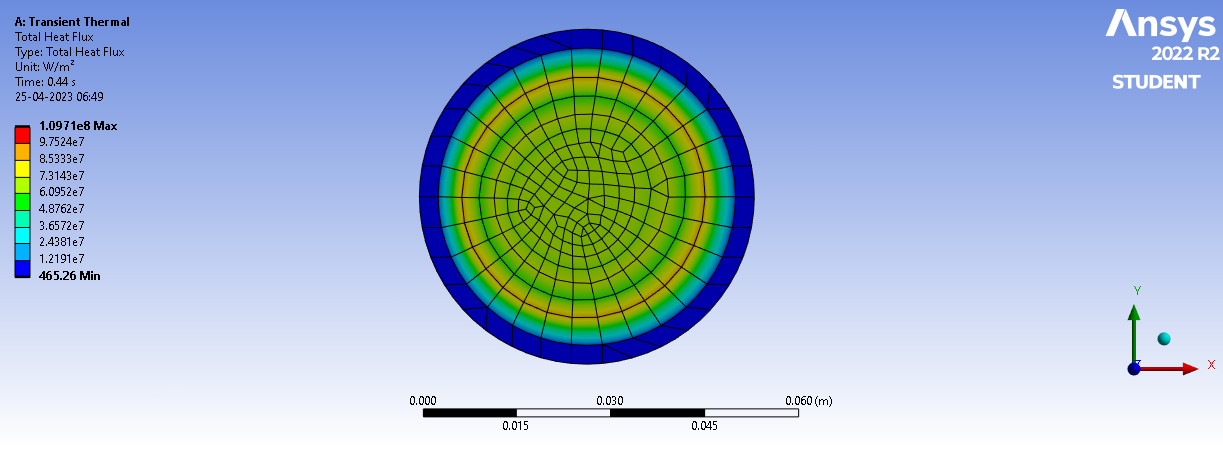 A: Transient Thermal
Total Heat Flux
Type: Total Heat Flux
Unit: W/m²
Time: 0.44 s
25-04-2023 06:49
1.0971e8 Max
9.7524e7
8.5333e7
7.3143e7
6.0952e7
4.8762e7
3.6572e7
2.4381e7
1.2191e7
465.26 Min
Ansys
2022 R2
STUDENT
0.000
0.030
0.060 (m)
0.015
0.045
Y
Z
X